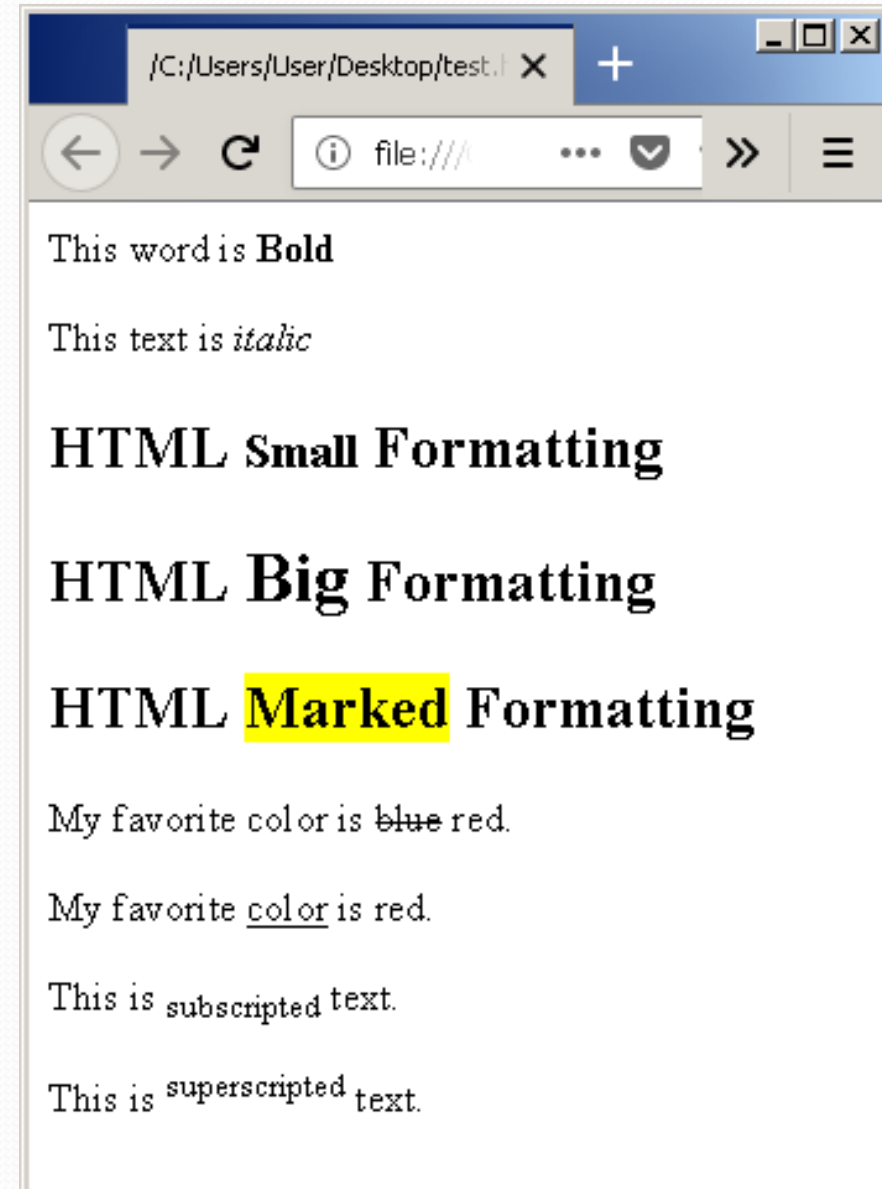 /C:/Users/User/Desktop/test.
file:///
This word is Bold
This text is italic
HTML Small Formatting
HTML Big Formatting
HTML Marked Formatting
My favorite color is blue red.
My favorite color is red.
This is subscripted text.
This is superscripted text.